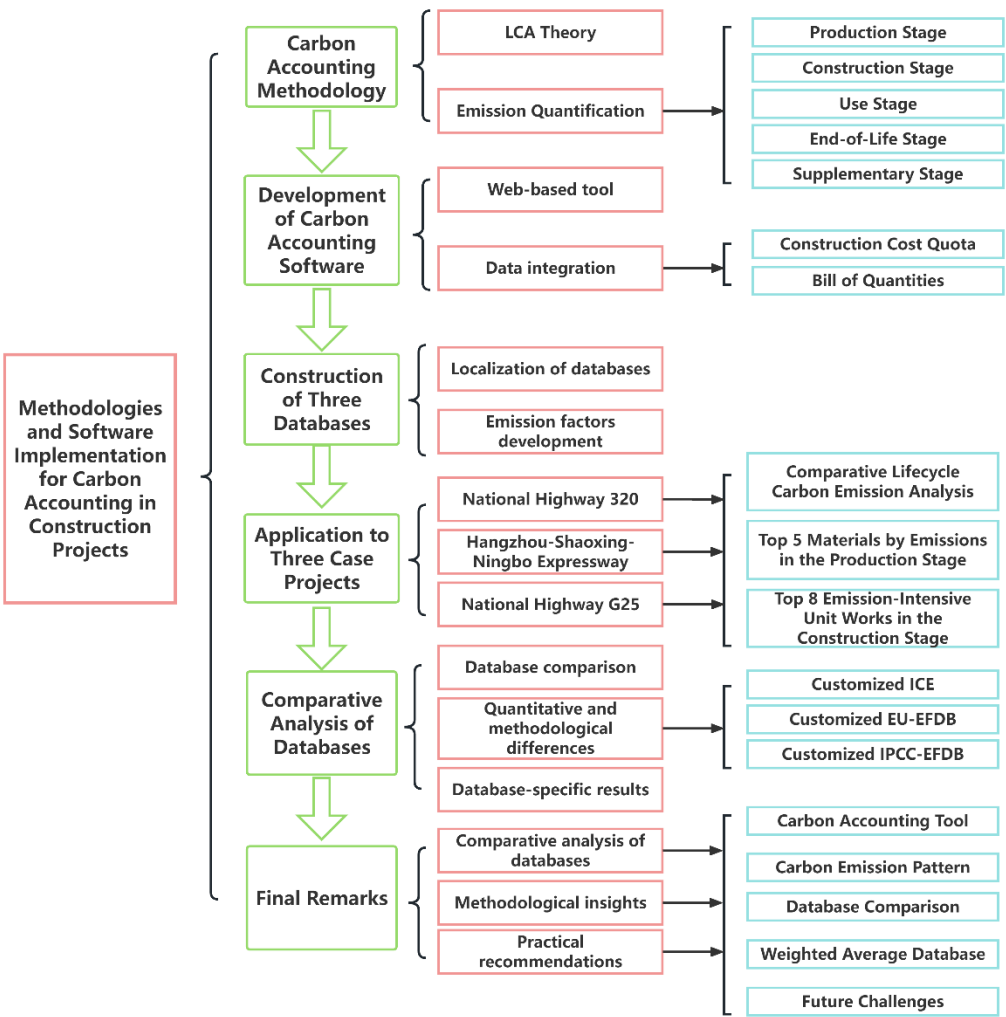 Methodologies
and Software
Implementation
for Carbon
Accounting in
Construction
Projects
Carbon
Accounting
Methodology
LCA Theory
Emission Quantification
Production Stage
Construction Stage
Use Stage
End-of-Life Stage
Supplementary Stage
Development
of Carbon
Accounting
Software
Web-based tool
Data integration
Construction Cost Quota
Bill of Quantities
Construction
of Three
Databases
Localization of databases
Emission factors
development
Application to
Three Case
Projects
National Highway 320
Hangzhou-Shaoxing-
Ningbo Expressway
National Highway G25
Comparative Lifecycle
Carbon Emission Analysis
Top 5 Materials by Emissions
in the Production Stage
Top 8 Emission-Intensive
Unit Works in the
Construction Stage
Comparative
Analysis of
Databases
Database comparison
Quantitative and
methodological
differences
Database-specific results
Customized ICE
Customized EU-EFDB
Customized IPCC-EFDB
Final Remarks
Comparative analysis of
databases
Methodological insights
Practical
recommendations
Carbon Accounting Tool
Carbon Emission Pattern
Database Comparison
Weighted Average Database
Future Challenges